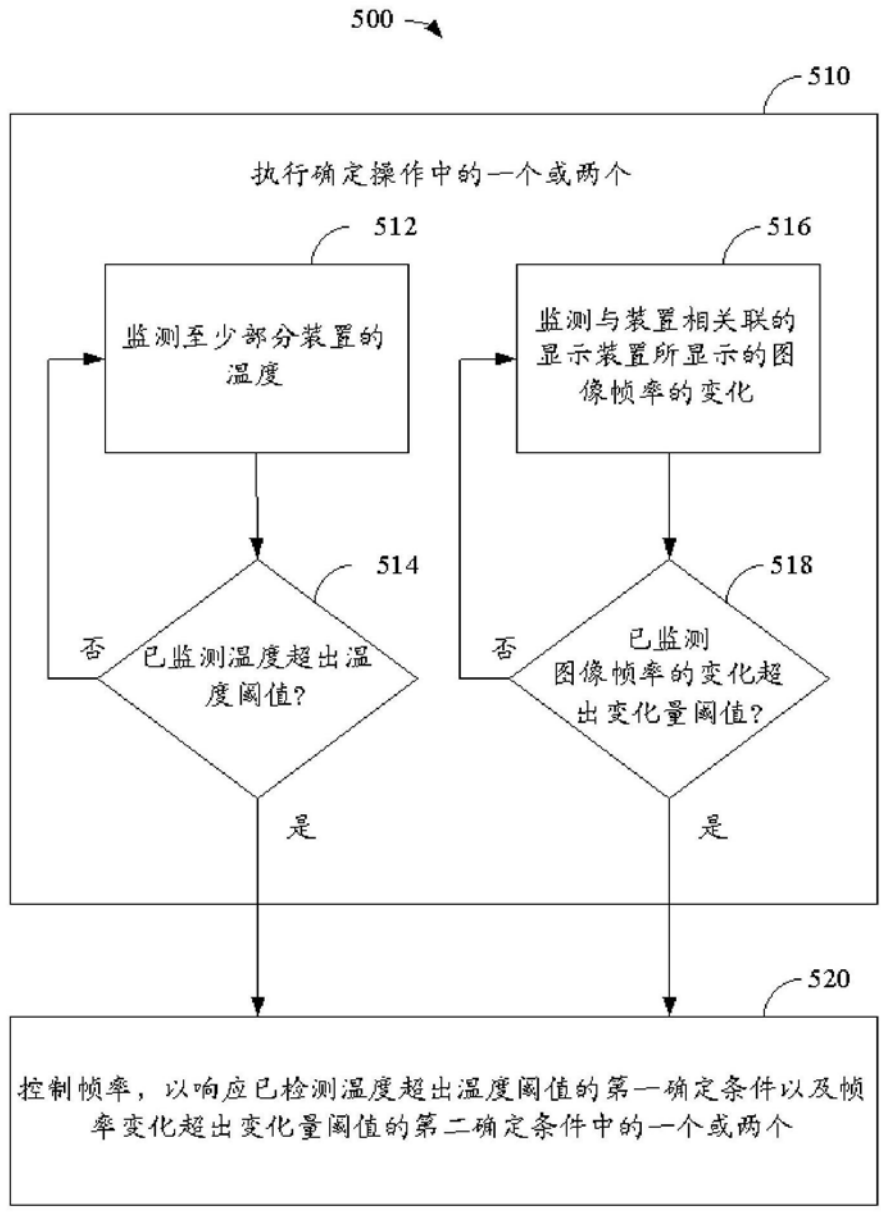 500
510
执行确定操作中的一个或两个
512
监测至少部分装置的
温度
516
监测与装置相关联的
显示装置所显示的图
像帧率的变化
514
已监测温度超出温
度阈值?
否
是
518
已监测
图像帧率的变化超
出变化量阈值?
否
是
520
控制帧率，以响应已检测温度超出温度阈值的第一确定条件以及帧
率变化超出变化量阈值的第二确定条件中的一个或两个